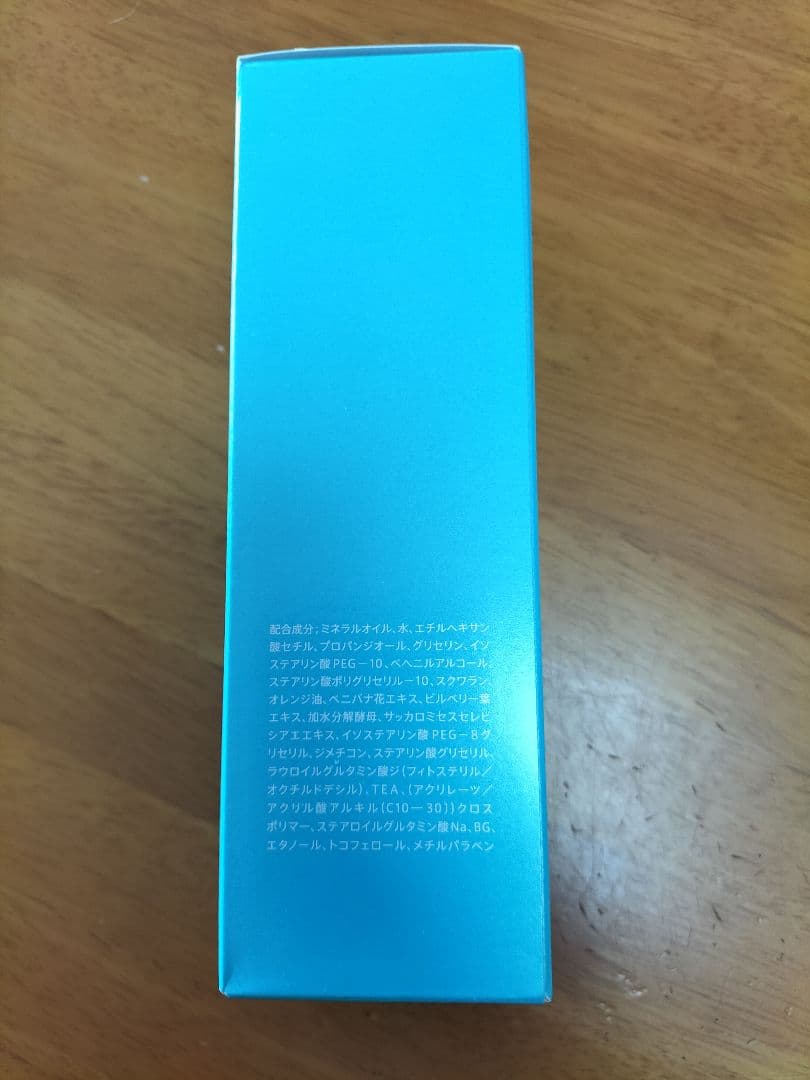 配合成分;ミネラルオイル、水、エチルヘキサン
酸セチル、プロパンジオール、グリセリン、イソ
ステアリン酸PEG－10、ベヘニルアルコール、
ステアリン酸ポリグリセリル－10、スクワラン、
オレンジ油、ベニバナ花エキス、ビルベリー葉
エキス、加水分解酵母、サッカロミセスセレビ
シアエエキス、イソステアリン酸PEG－8グ
リセリル、ジメチコン、ステアリン酸グリセリル、
ラウロイルグルタミン酸ジ(フィトステリル／
オクチルドデシル)、TEA、(アクリレーツ／
アクリル酸アルキル(C10－30))クロス
ポリマー、ステアロイルグルタミン酸Na、BG、
エタノール、トコフェロール、メチルパラベン